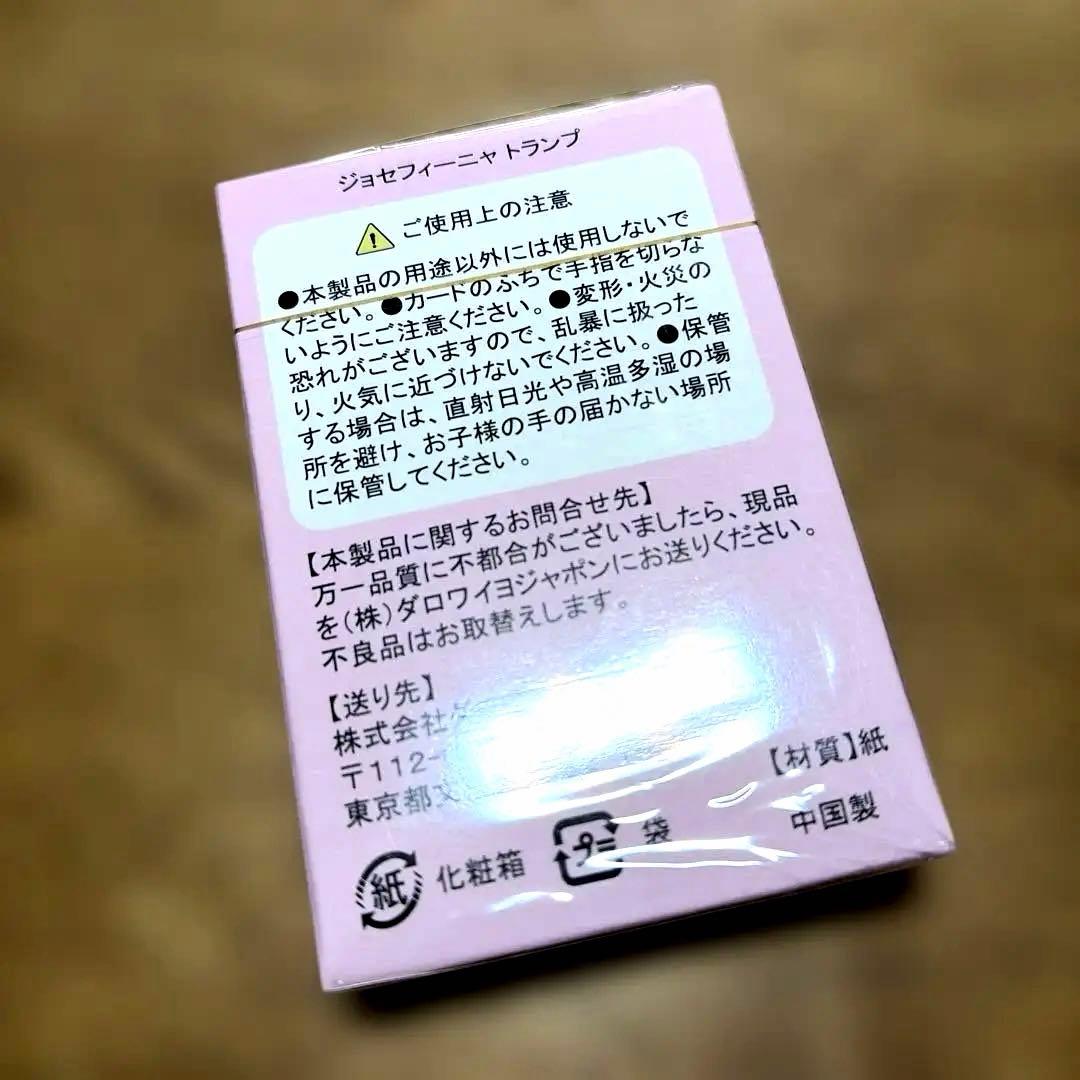 ジョセフィーニャ トランプ
ご使用上の注意
●本製品の用途以外には使用しないで
ください。●カードのふちで手指を切らな
いようにご注意ください。●変形・火災の
恐れがございますので、乱暴に扱った
り、火気に近づけないでください。●保管
する場合は、直射日光や高温多湿の場
所を避け、お子様の手の届かない場所
に保管してください。
【本製品に関するお問合せ先】
万一品質に不都合がございましたら、現品
を(株)ダロワイヨジャポンにお送りください。
不良品はお取替えします。
【送り先】
株式会社
〒112-
東京都文
【材質】紙
中国製
紙 化粧箱 プラ 袋